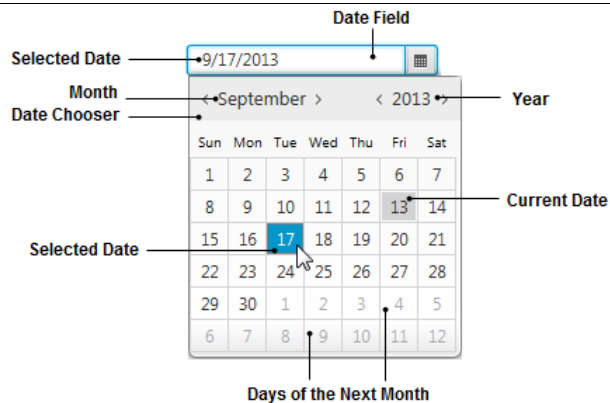 Date Field
Selected Date
9/17/2013
Month
< September >
< 2013 >
Year
Date Chooser
Sun Mon Tue Wed Thu Fri Sat
1 2 3 4 5 6 7
8 9 10 11 12 13 14
Current Date
15 16 17 18 19 20 21
Selected Date
22 23 24 25 26 27 28
29 30 1 2 3 4 5
6 7 8 9 10 11 12
Days of the Next Month